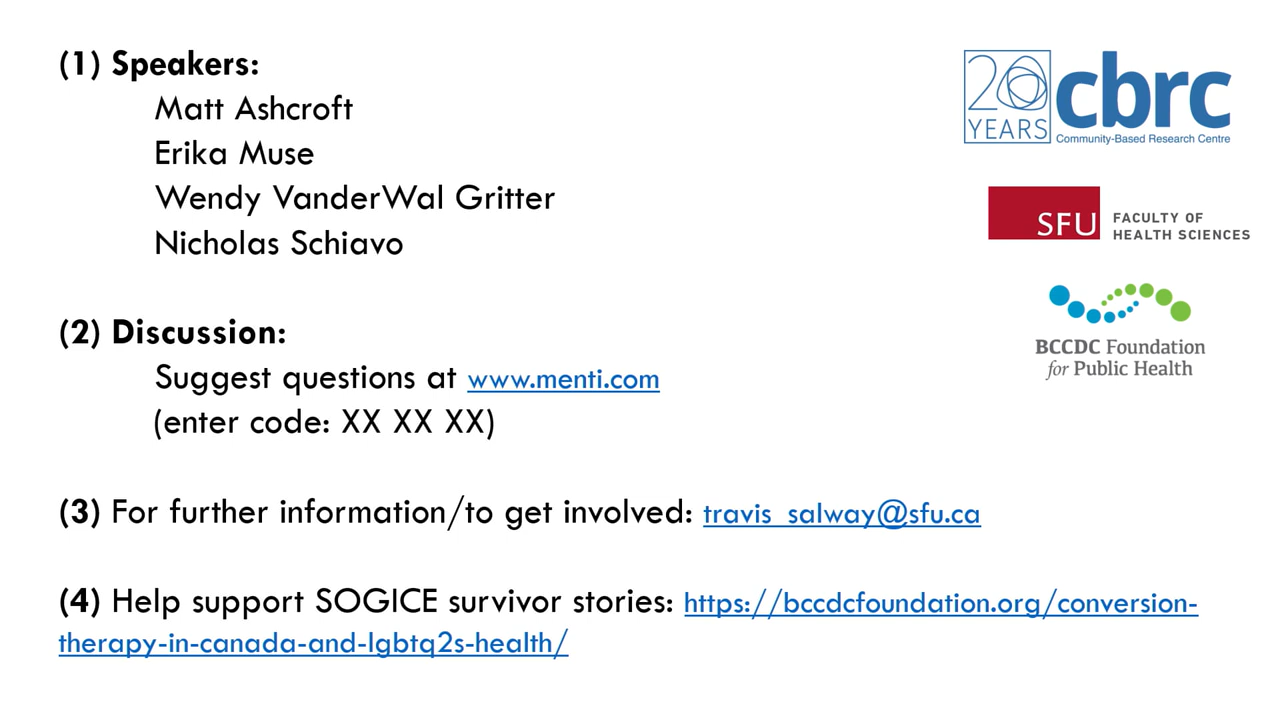 (1) Speakers:
Matt Ashcroft
Erika Muse
Wendy VanderWal Gritter
Nicholas Schiavo
(2) Discussion:
Suggest questions at www.menti.com
(enter code: XX XX XX)
(3) For further information/to get involved: travis_salway@sfu.ca
(4) Help support SOGICE survivor stories: https://bccdcfoundation.org/conversion-
therapy-in-canada-and-lgbtq2s-health/
20 YEARS
cbrc
Community-Based Research Centre
SFU
FACULTY OF
HEALTH SCIENCES
BCCDC Foundation
for Public Health